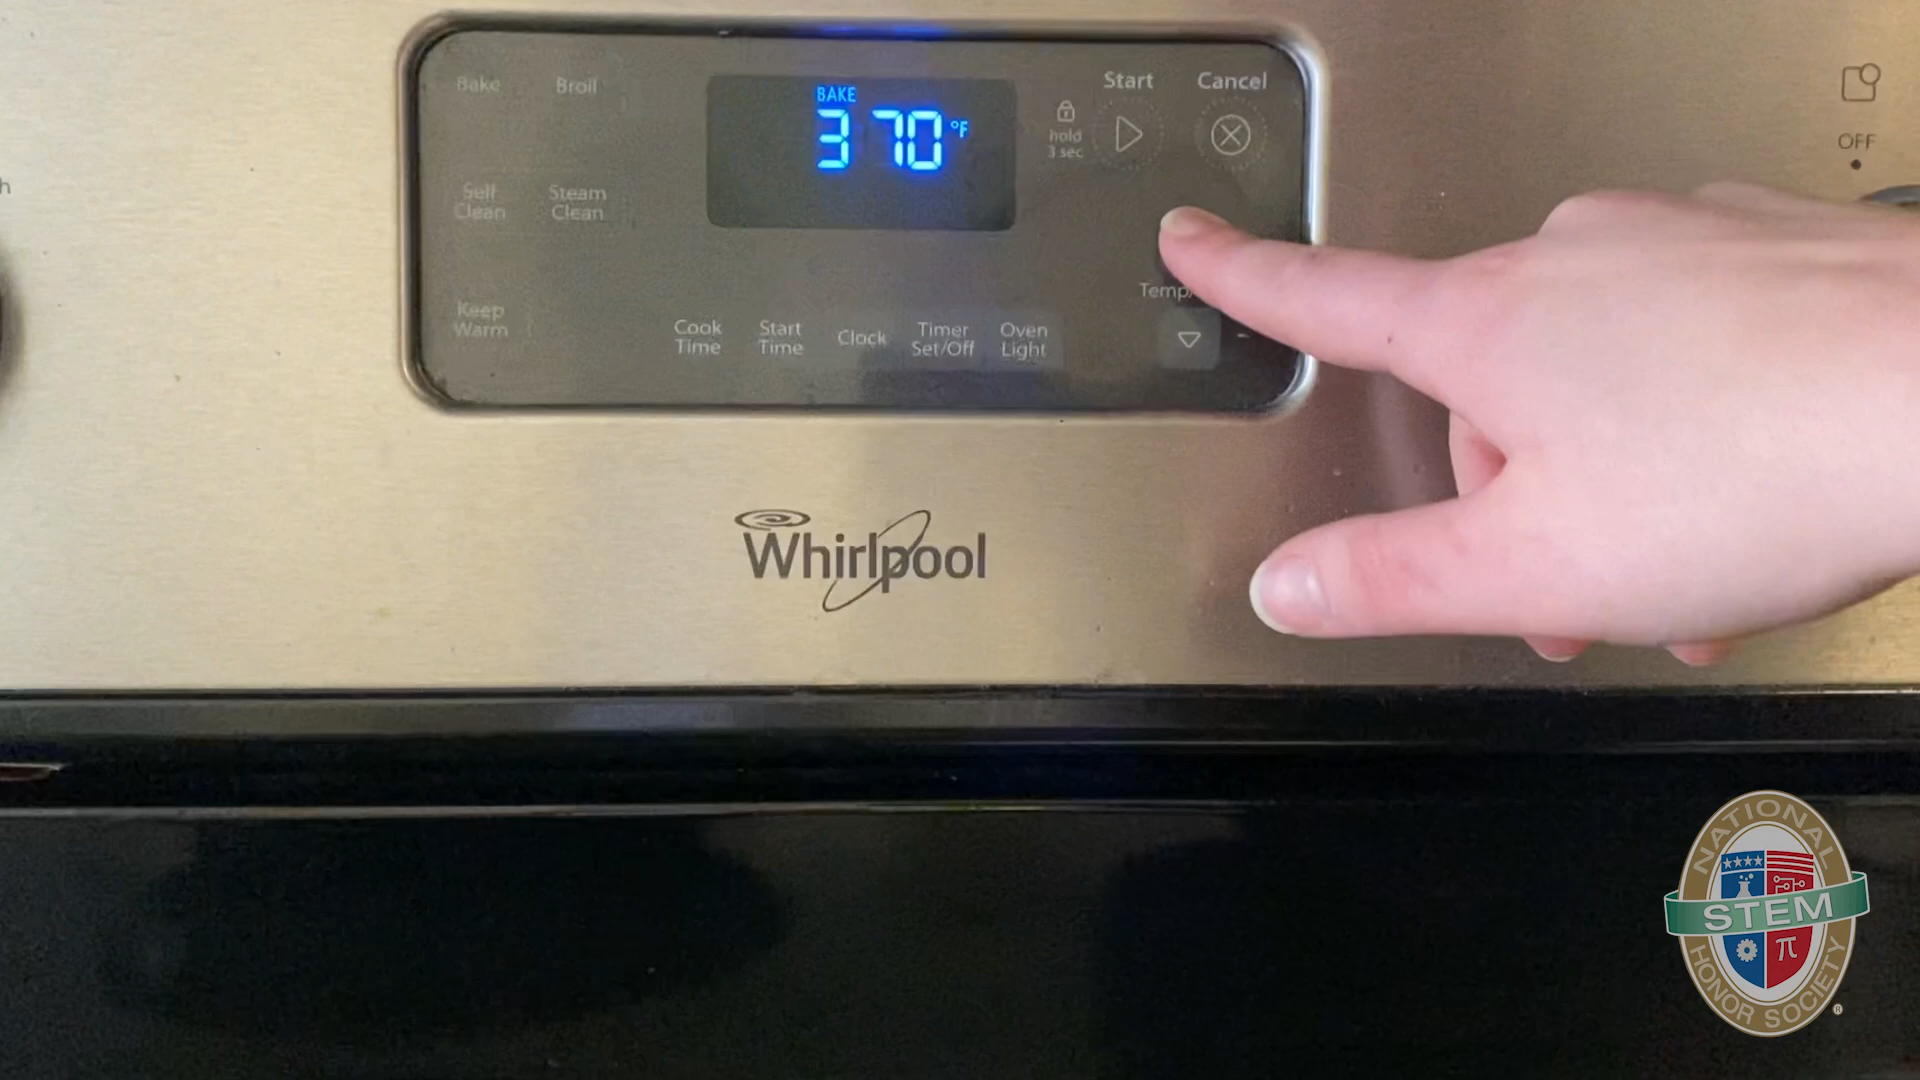 Bake
Broil
BAKE
370°F
hold
3 sec
Start
Cancel
OFF
h
Self
Clean
Steam
Clean
Keep
Warm
Cook
Time
Start
Time
Clock
Timer
Set/Off
Oven
Light
Temp/
Whirlpool
NATIONAL
STEM
π
HONOR SOCIETY
®